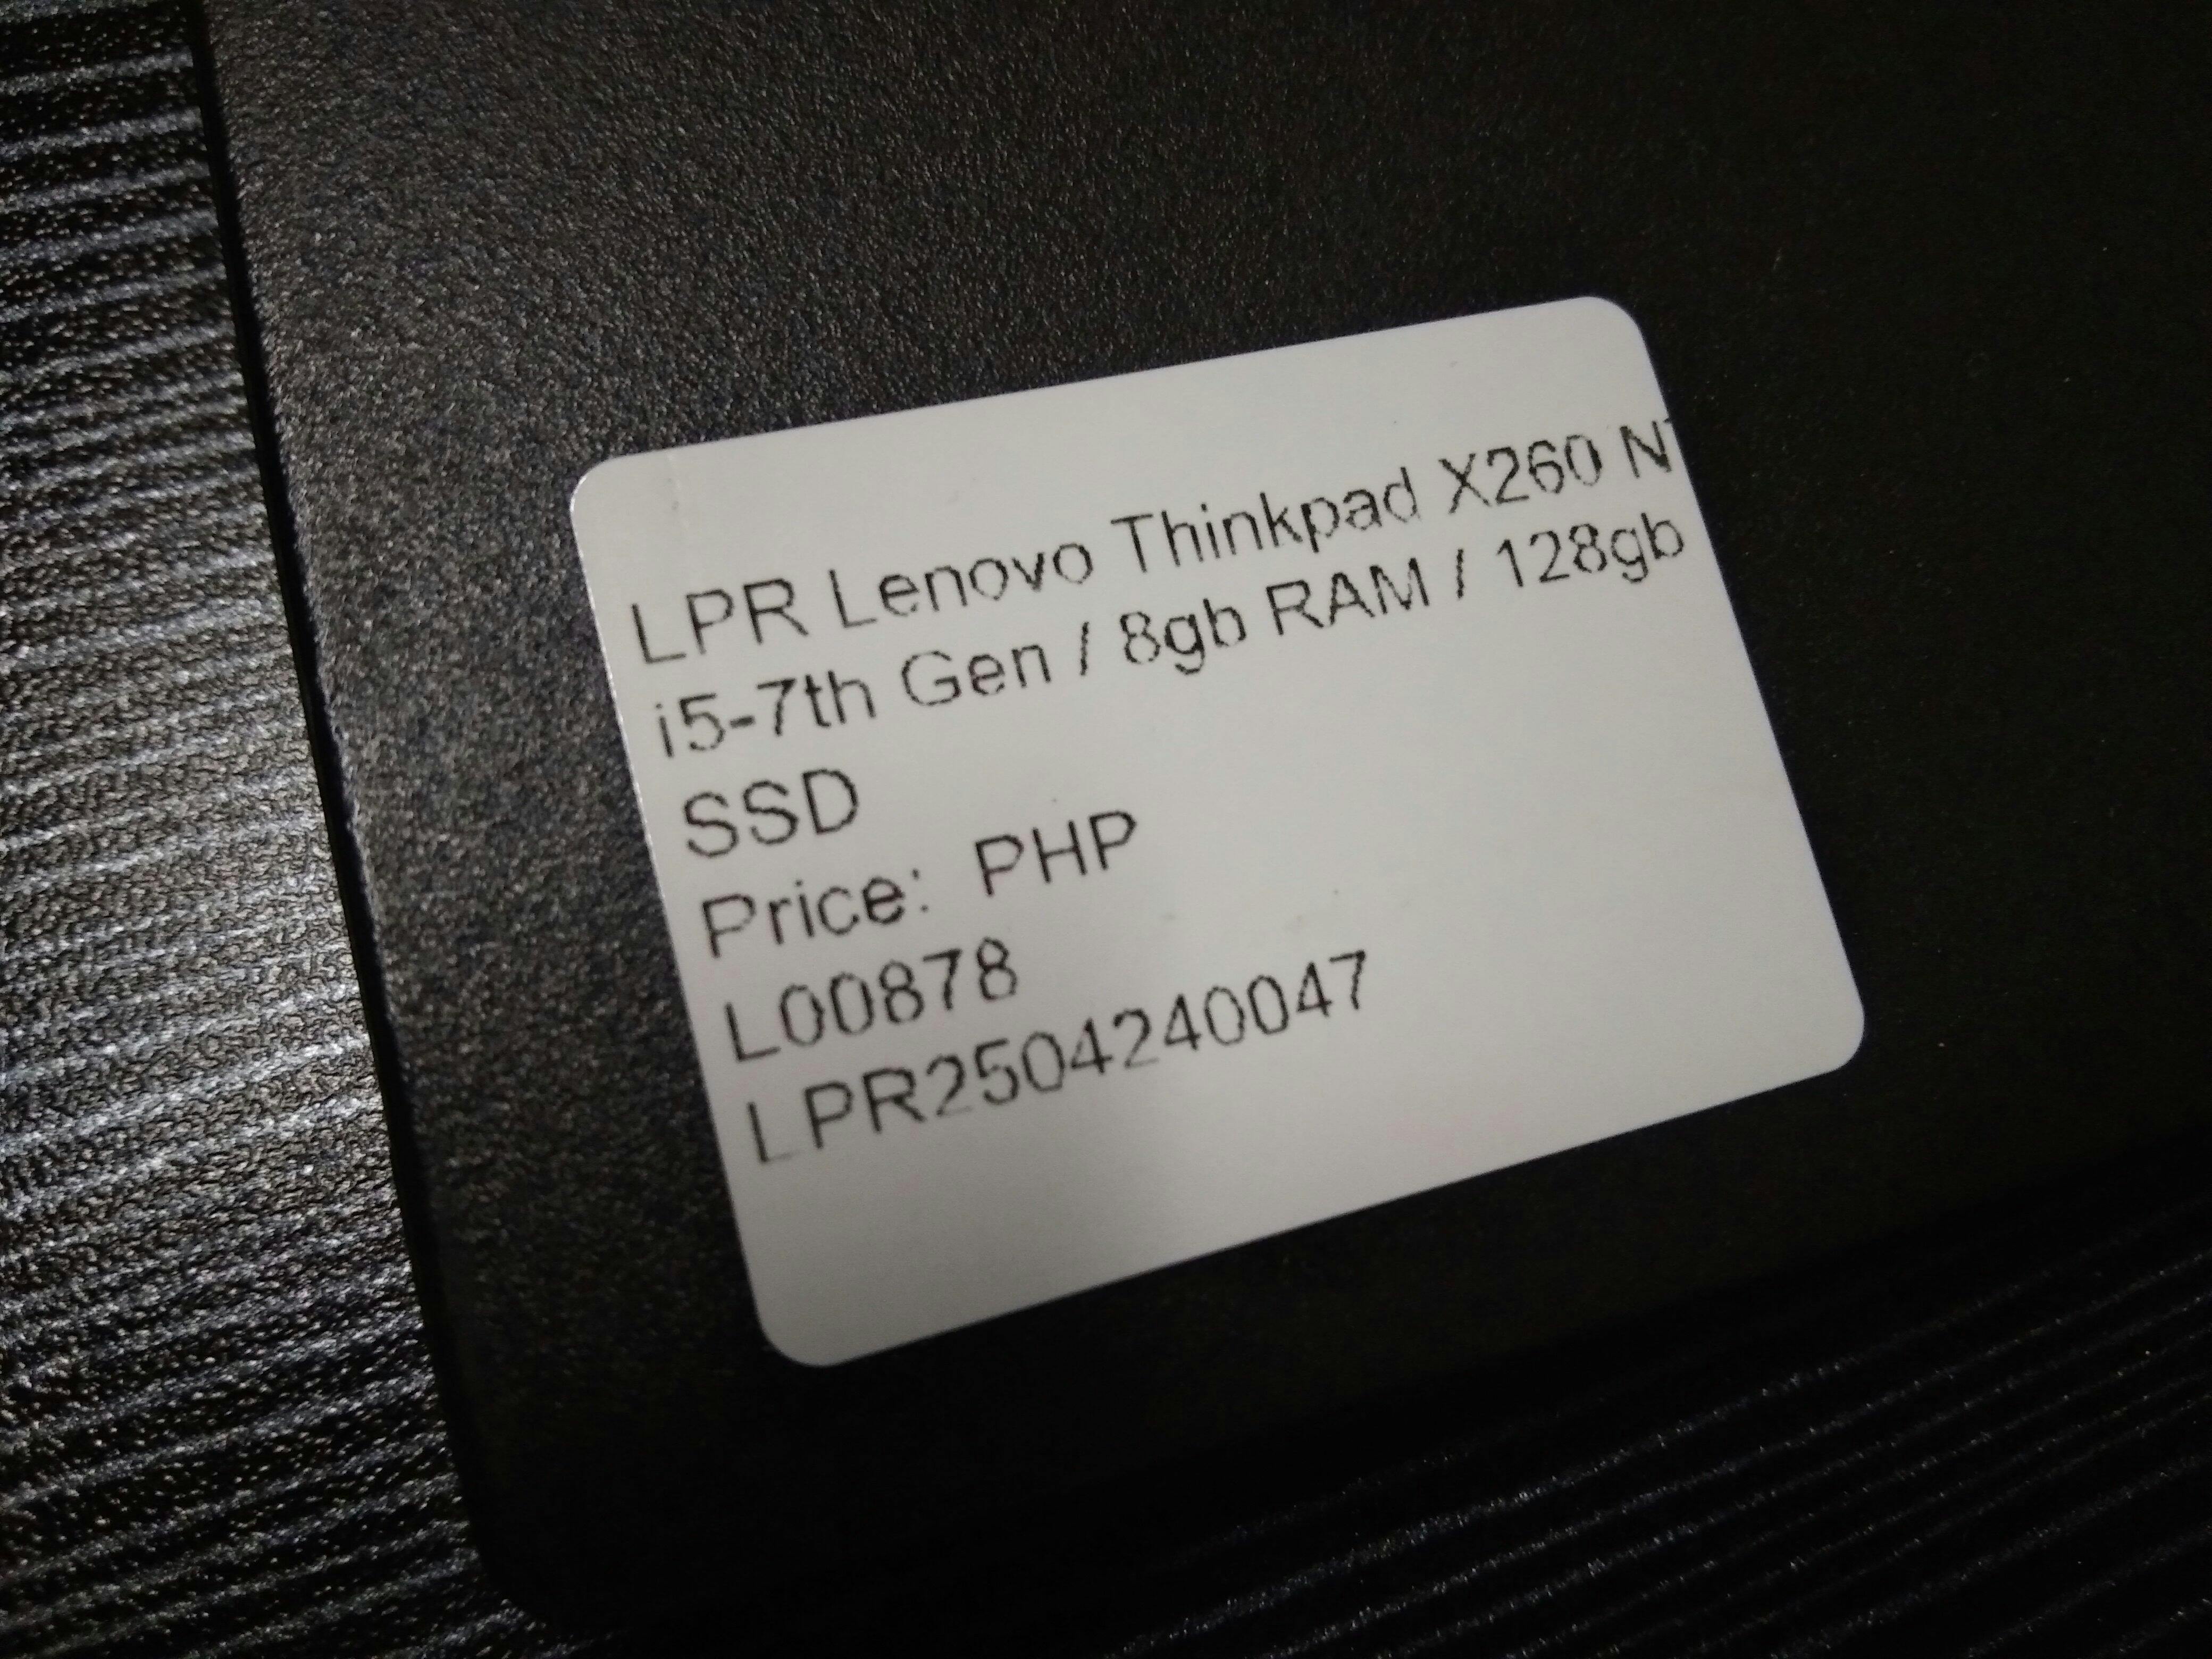 LPR Lenovo Thinkpad X260
i5-7th Gen / 8gb RAM / 128gb
SSD
Price: PHP
L00878
LPR2504240047